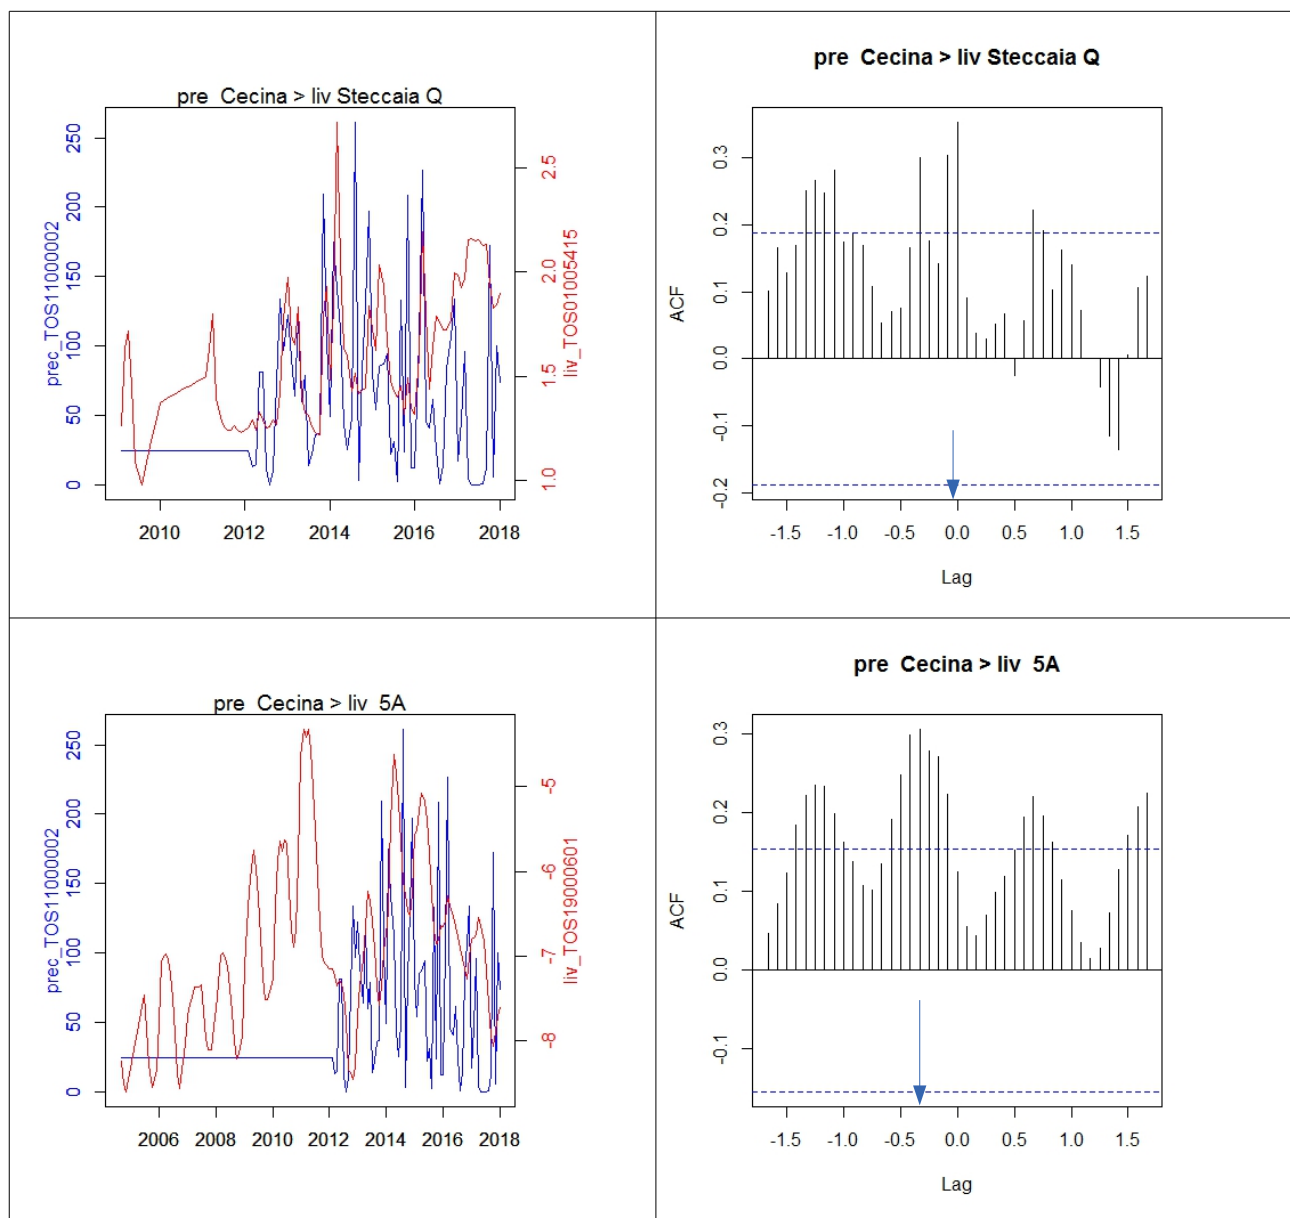 pre Cecina > liv Steccaia Q
prec_TOS11000002
0 50 100 150 200 250
liv_TOS01005415
1.0 1.5 2.0 2.5
2010 2012 2014 2016 2018
pre Cecina > liv Steccaia Q
ACF
-0.2 -0.1 0.0 0.1 0.2 0.3
-1.5 -1.0 -0.5 0.0 0.5 1.0 1.5
Lag
pre Cecina > liv 5A
prec_TOS11000002
0 50 100 150 200 250
liv_TOS19000601
-8 -7 -6 -5
2006 2008 2010 2012 2014 2016 2018
pre Cecina > liv 5A
ACF
-0.1 0.0 0.1 0.2 0.3
-1.5 -1.0 -0.5 0.0 0.5 1.0 1.5
Lag